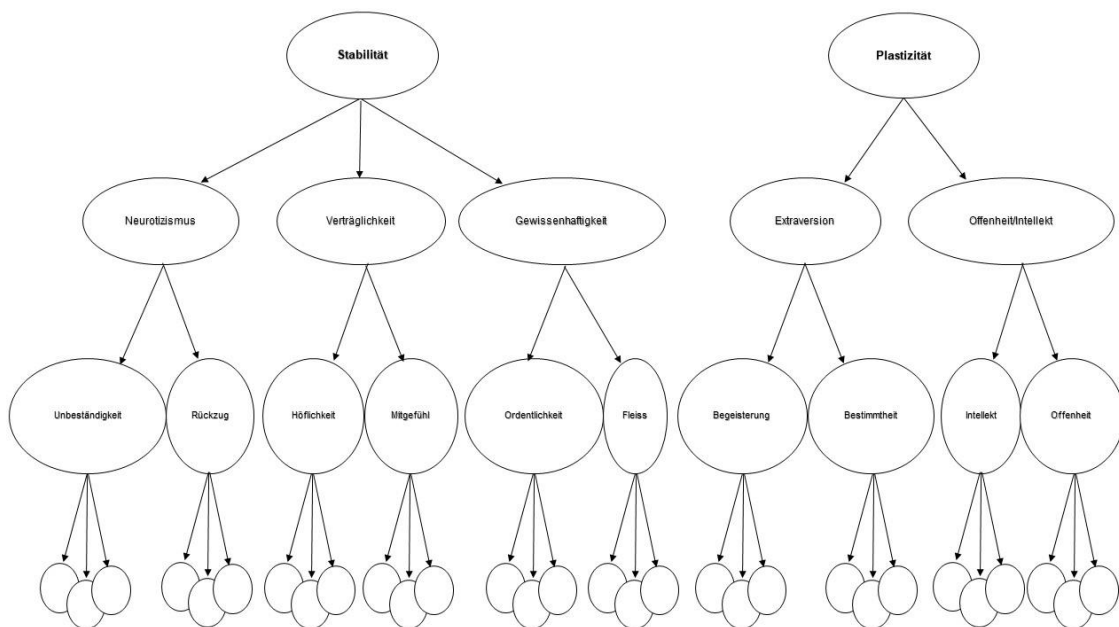 Stabilität
Plastizität
Neurotizismus
Verträglichkeit
Gewissenhaftigkeit
Extraversion
Offenheit/Intellekt
Unbeständigkeit
Rückzug
Höflichkeit
Mitgefühl
Ordentlichkeit
Fleiss
Begeisterung
Bestimmtheit
Intellekt
Offenheit